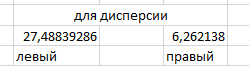 для дисперсии
27,48839286 6,262138
левый правый